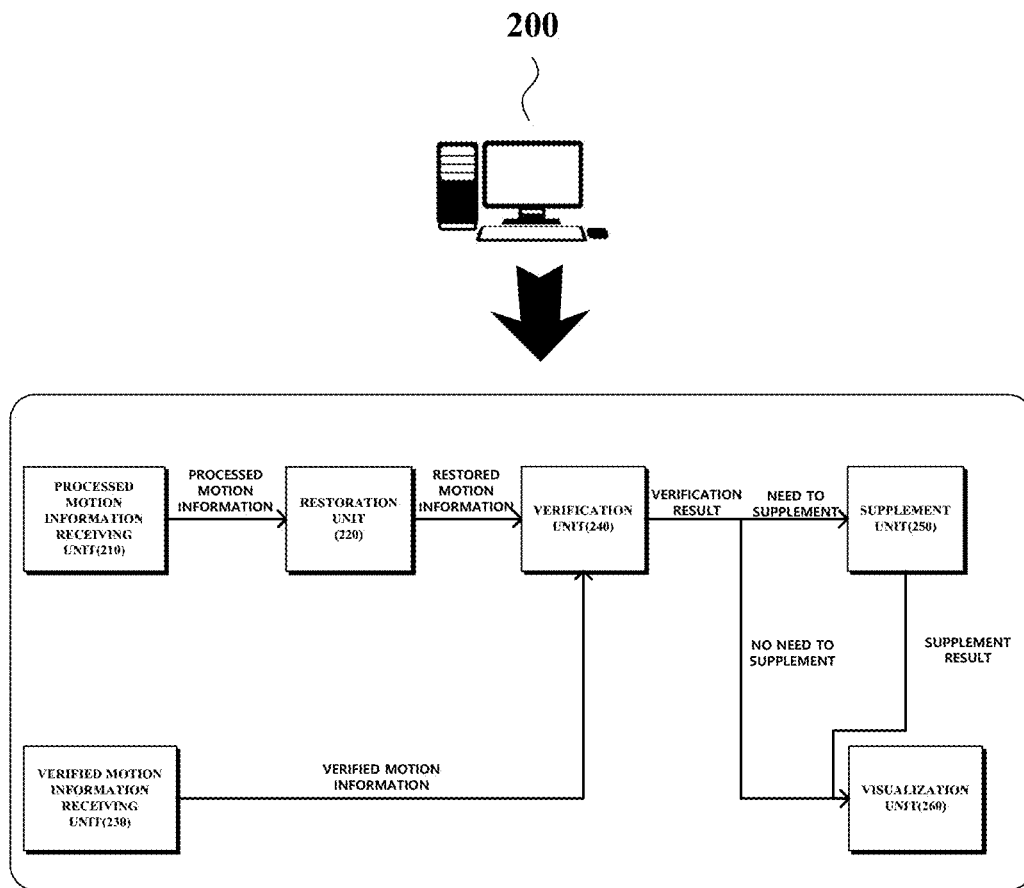 200
PROCESSED
MOTION
INFORMATION
RECEIVING
UNIT(210)
PROCESSED
MOTION
INFORMATION
RESTORATION
UNIT
(220)
RESTORED
MOTION
INFORMATION
VERIFICATION
UNIT(240)
VERIFICATION
RESULT
NEED TO
SUPPLEMENT
SUPPLEMENT
UNIT(250)
NO NEED TO
SUPPLEMENT
SUPPLEMENT
RESULT
VERIFIED MOTION
INFORMATION
RECEIVING
UNIT(230)
VERIFIED MOTION
INFORMATION
VISUALIZATION
UNIT(260)